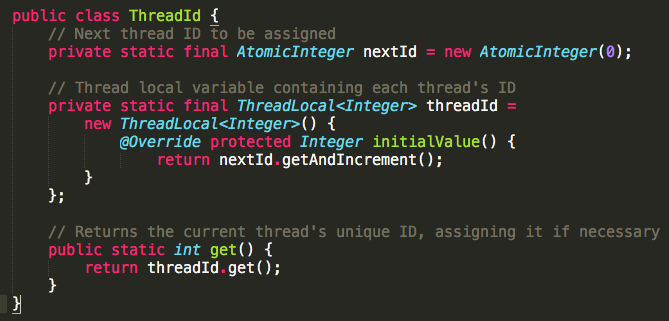 public class ThreadId {
    // Next thread ID to be assigned
    private static final AtomicInteger nextId = new AtomicInteger(0);

    // Thread local variable containing each thread's ID
    private static final ThreadLocal<Integer> threadId =
        new ThreadLocal<Integer>() {
            @Override protected Integer initialValue() {
                return nextId.getAndIncrement();
        }
    };

    // Returns the current thread's unique ID, assigning it if necessary
    public static int get() {
        return threadId.get();
    }
}